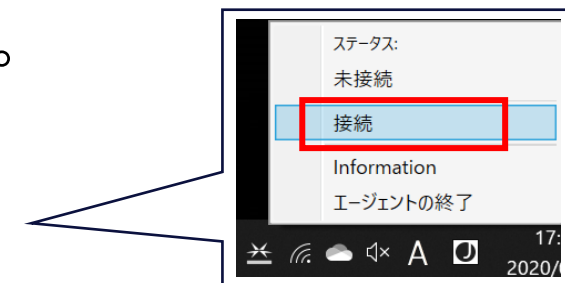 。
ステータス:
未接続
接続
Information
エージェントの終了
A
17:
2020/0